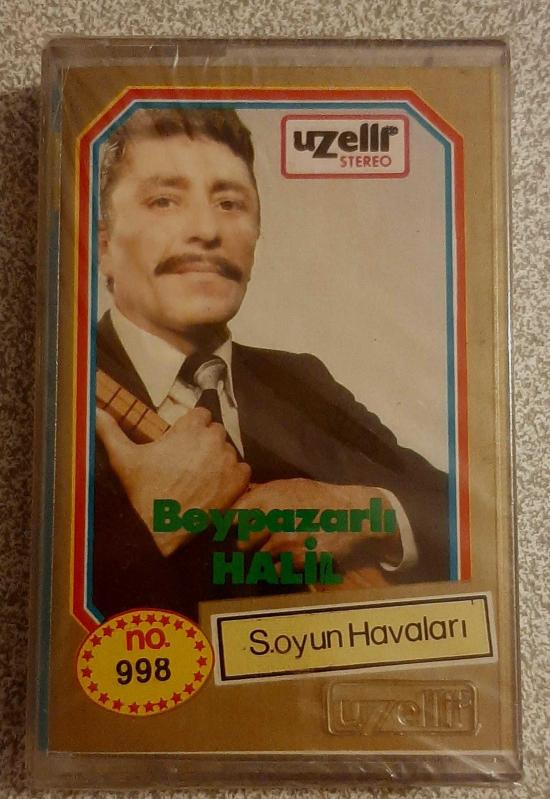 uzelli
STEREO
Beypazarlı
HALİL
no.
998
S.oyun Havaları
uzelli